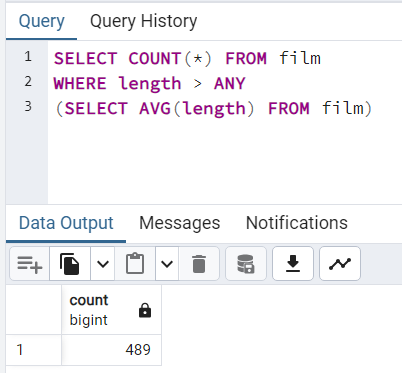 Query Query History
1 SELECT COUNT(*) FROM film
2 WHERE length > ANY
3 (SELECT AVG(length) FROM film)
Data Output Messages Notifications
count
bigint
1 489